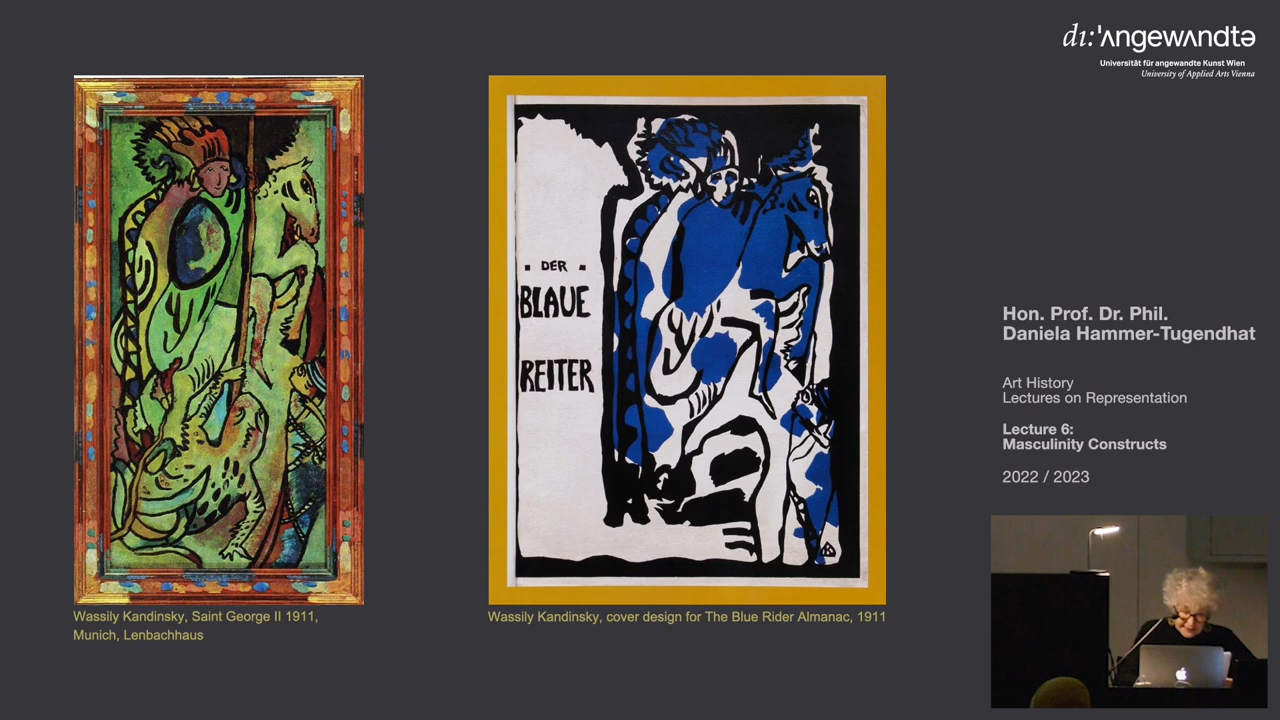 di:'ʌngewʌndtə
Universität für angewandte Kunst Wien
University of Applied Arts Vienna
▪ DER ▪
BLAUE
REITER
Hon. Prof. Dr. Phil.
Daniela Hammer-Tugendhat
Art History
Lectures on Representation
Lecture 6:
Masculinity Constructs
2022 / 2023
Wassily Kandinsky, Saint George II 1911,
Munich, Lenbachhaus
Wassily Kandinsky, cover design for The Blue Rider Almanac, 1911